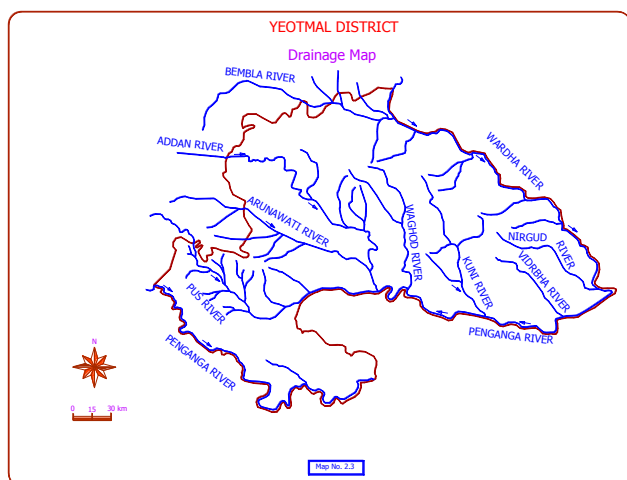 YEOTMAL DISTRICT
Drainage Map
BEMBLA RIVER
ADDAN RIVER
WARDHA RIVER
ARUNAWATI RIVER
WAGHOD RIVER
NIRGUD RIVER
KUNI RIVER
VIDRBHA RIVER
PUS RIVER
PENGANGA RIVER
PENGANGA RIVER
N
0 15 30 km
Map No. 2.3